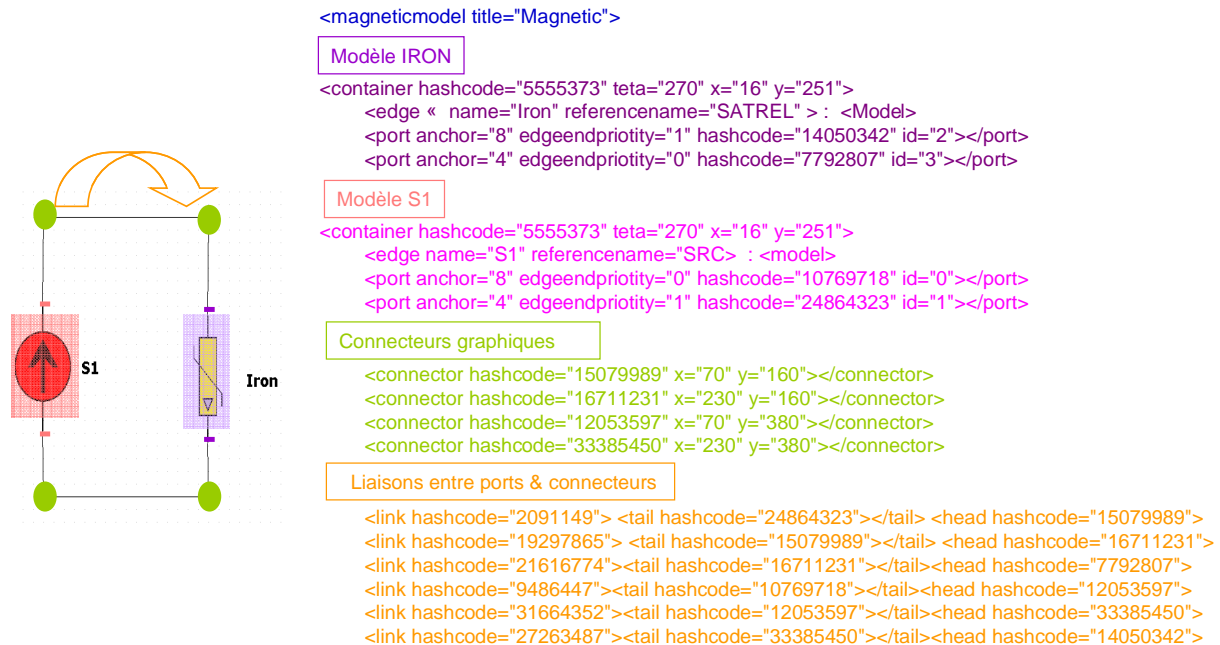 <magneticmodel title="Magnetic">
Modèle IRON
<container hashcode="5555373" teta="270" x="16" y="251">
<edge «  name="Iron" referencename="SATREL" > :  <Model>
<port anchor="8" edgeendpriotity="1" hashcode="14050342" id="2"></port>
<port anchor="4" edgeendpriotity="0" hashcode="7792807" id="3"></port>
Modèle S1
<container hashcode="5555373" teta="270" x="16" y="251">
<edge name="S1" referencename="SRC>  : <model>
<port anchor="8" edgeendpriotity="0" hashcode="10769718" id="0"></port>
<port anchor="4" edgeendpriotity="1" hashcode="24864323" id="1"></port>
Connecteurs graphiques
<connector hashcode="15079989" x="70" y="160"></connector>
<connector hashcode="16711231" x="230" y="160"></connector>
<connector hashcode="12053597" x="70" y="380"></connector>
<connector hashcode="33385450" x="230" y="380"></connector>
Liaisons entre ports & connecteurs
<link hashcode="2091149"> <tail hashcode="24864323"></tail> <head hashcode="15079989">
<link hashcode="19297865"> <tail hashcode="15079989"></tail> <head hashcode="16711231">
<link hashcode="21616774"><tail hashcode="16711231"></tail><head hashcode="7792807">
<link hashcode="9486447"><tail hashcode="10769718"></tail><head hashcode="12053597">
<link hashcode="31664352"><tail hashcode="12053597"></tail><head hashcode="33385450">
<link hashcode="27263487"><tail hashcode="33385450"></tail><head hashcode="14050342">
S1
Iron